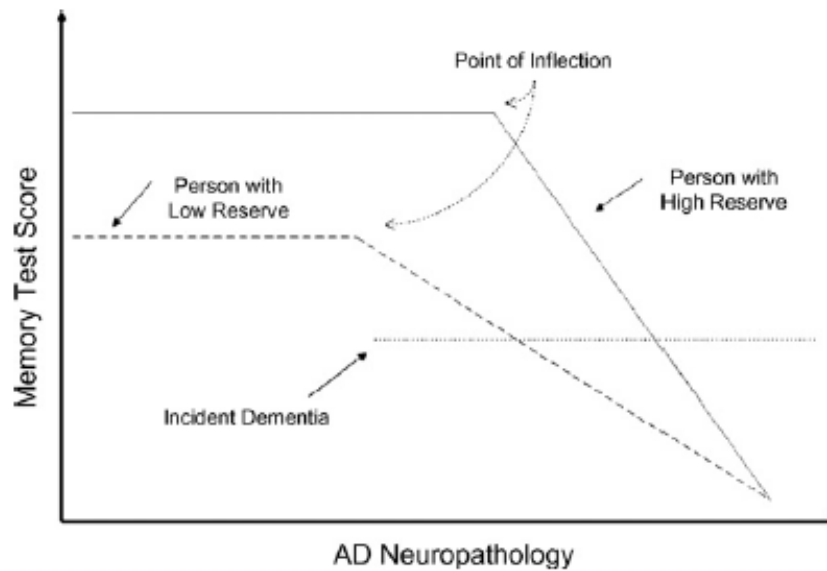 Point of Inflection
Person with
Low Reserve
Person with
High Reserve
Memory Test Score
Incident Dementia
AD Neuropathology